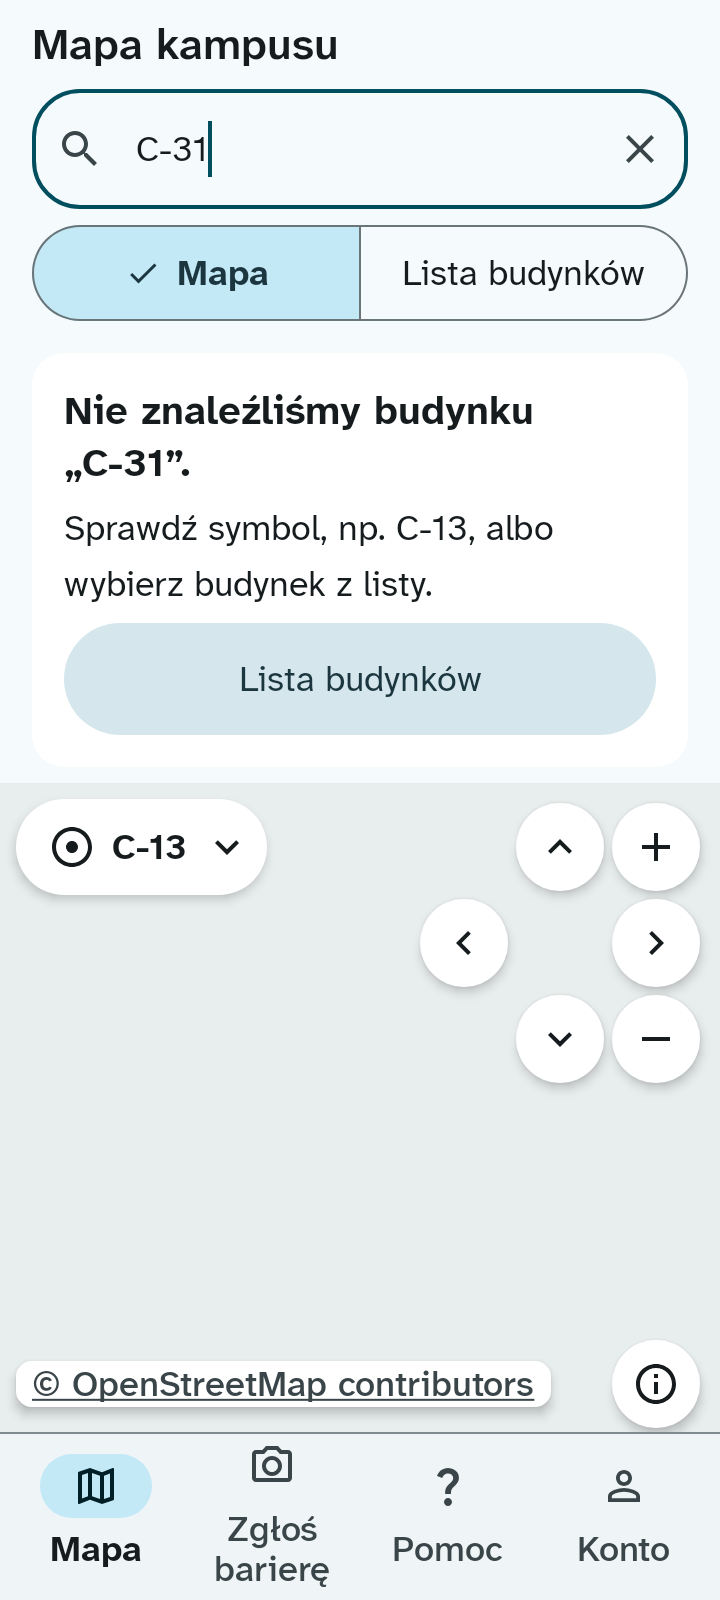 Mapa kampusu
C-31
Mapa
Lista budynków
Nie znaleźliśmy budynku
„C-31”.
Sprawdź symbol, np. C-13, albo
wybierz budynek z listy.
Lista budynków
C-13
© OpenStreetMap contributors
Mapa
Zgłoś
barierę
Pomoc
Konto